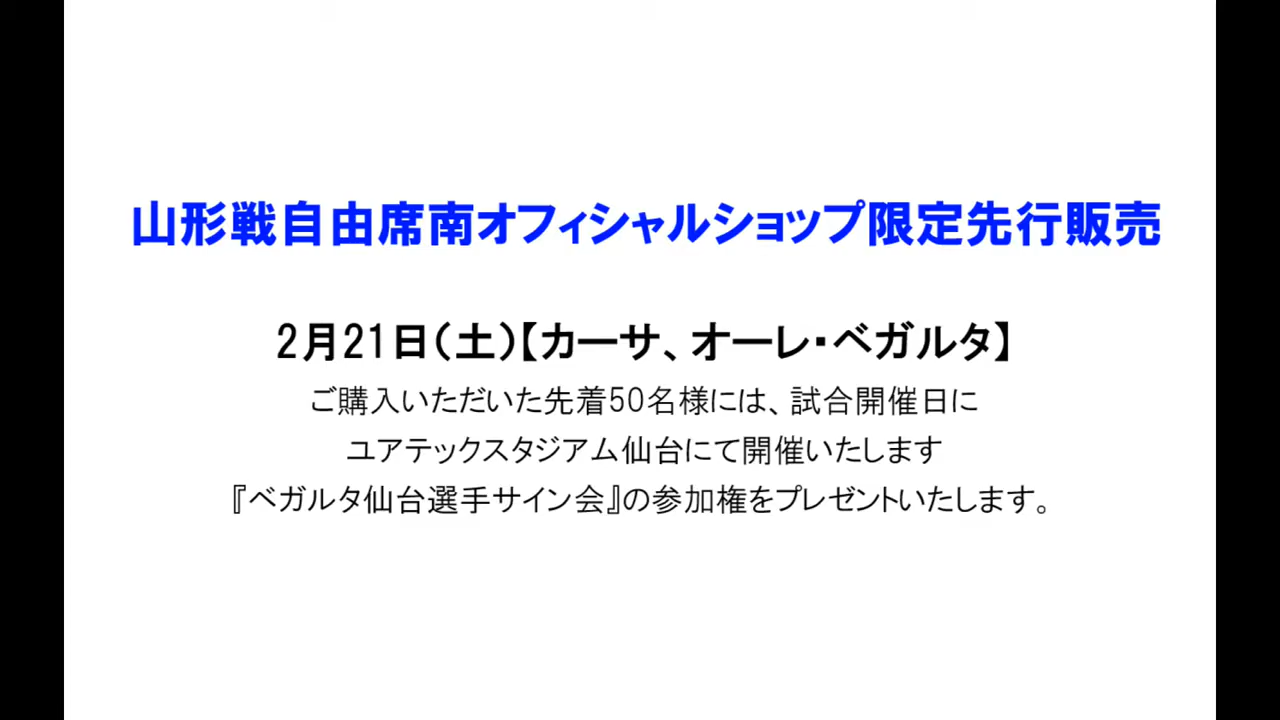 山形戦自由席南オフィシャルショップ限定先行販売
2月21日(土)【カーサ、オーレ・ベガルタ】
ご購入いただいた先着50名様には、試合開催日に
ユアテックスタジアム仙台にて開催いたします
『ベガルタ仙台選手サイン会』の参加権をプレゼントいたします。